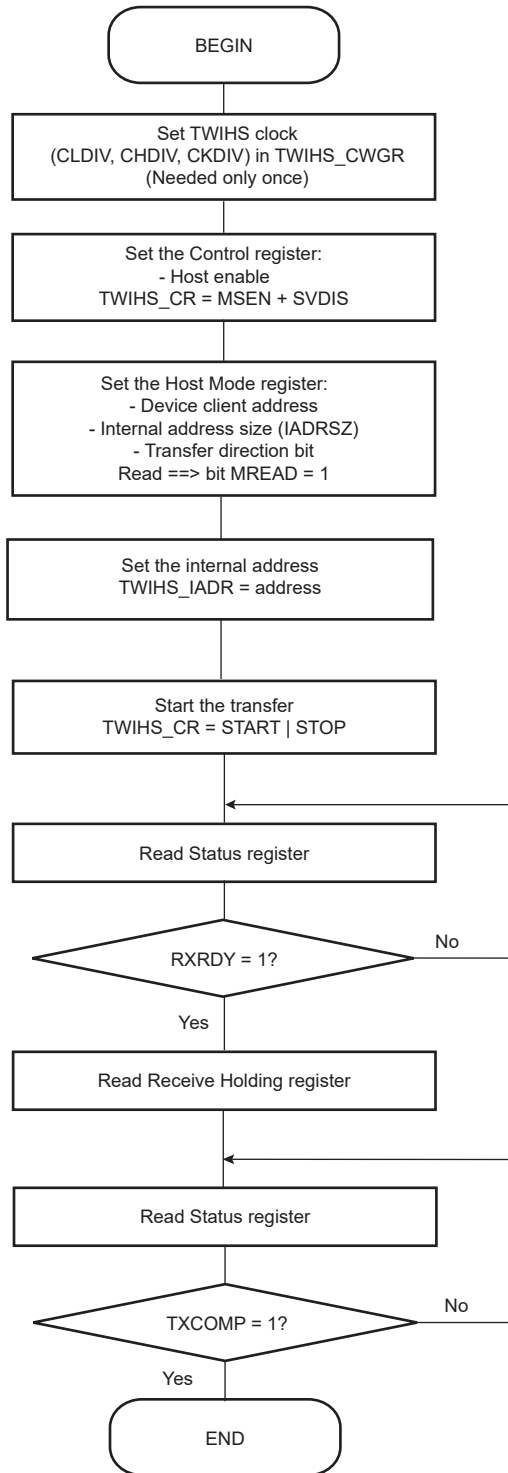 BEGIN
Set TWIHS clock
(CLDIV, CHDIV, CKDIV) in TWIHS_CWGR
(Needed only once)
Set the Control register:
- Host enable
TWIHS_CR = MSEN + SVDIS
Set the Host Mode register:
- Device client address
- Internal address size (IADRSZ)
- Transfer direction bit
Read ==> bit MREAD = 1
Set the internal address
TWIHS_IADR = address
Start the transfer
TWIHS_CR = START | STOP
Read Status register
RXRDY = 1?
No
Yes
Read Receive Holding register
Read Status register
TXCOMP = 1?
No
Yes
END